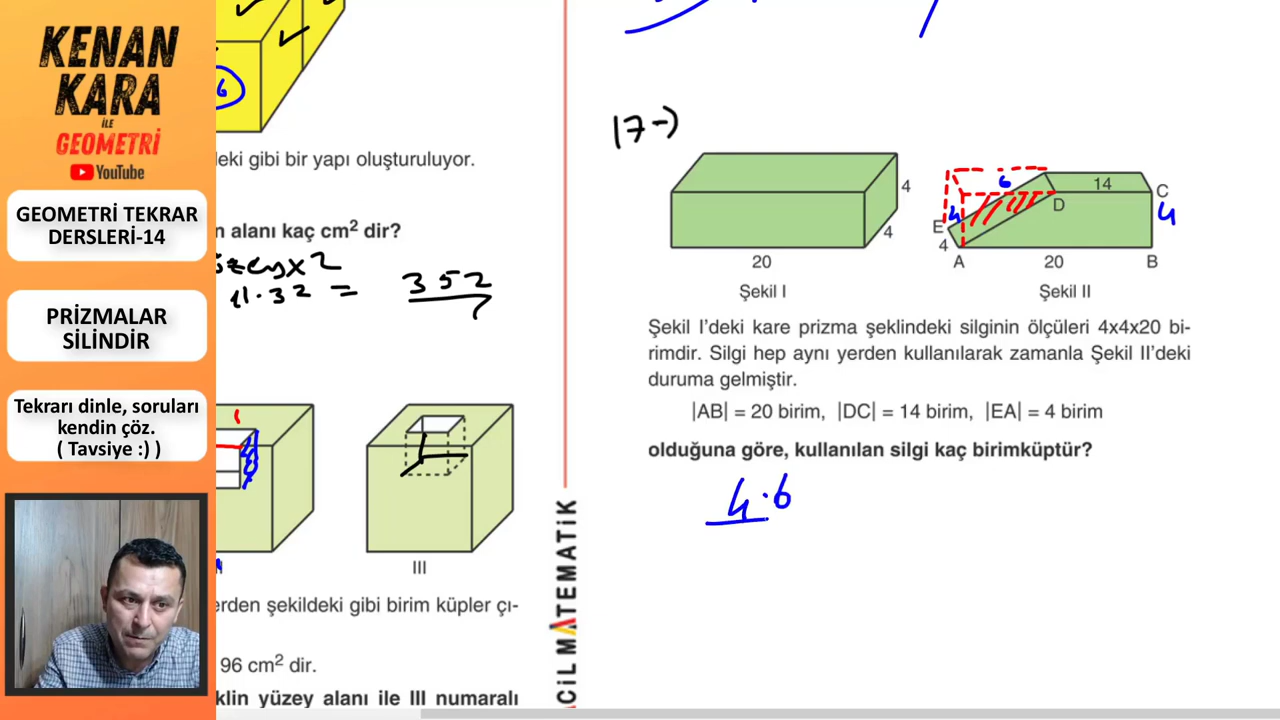 KENAN
KARA
İLE
GEOMETRİ
YouTube
GEOMETRİ TEKRAR
DERSLERİ-14
PRİZMALAR
SİLİNDİR
Tekrarı dinle, soruları
kendin çöz.
( Tavsiye :) )
6
deki gibi bir yapı oluşturuluyor.
n alanı kaç cm² dir?
özeyx2
11.32 = 352
III
erden şekildeki gibi birim küpler çı-
96 cm² dir.
klin yüzey alanı ile III numaralı
ACİL MATEMATİK
17-)
4
4
20
Şekil I
6
14
C
D
4
4
E
4
A
20
B
Şekil II
Şekil I'deki kare prizma şeklindeki silginin ölçüleri 4x4x20 bi-
rimdir. Silgi hep aynı yerden kullanılarak zamanla Şekil II'deki
duruma gelmiştir.
|AB| = 20 birim, |DC| = 14 birim, |EA| = 4 birim
olduğuna göre, kullanılan silgi kaç birimküptür?
4.6